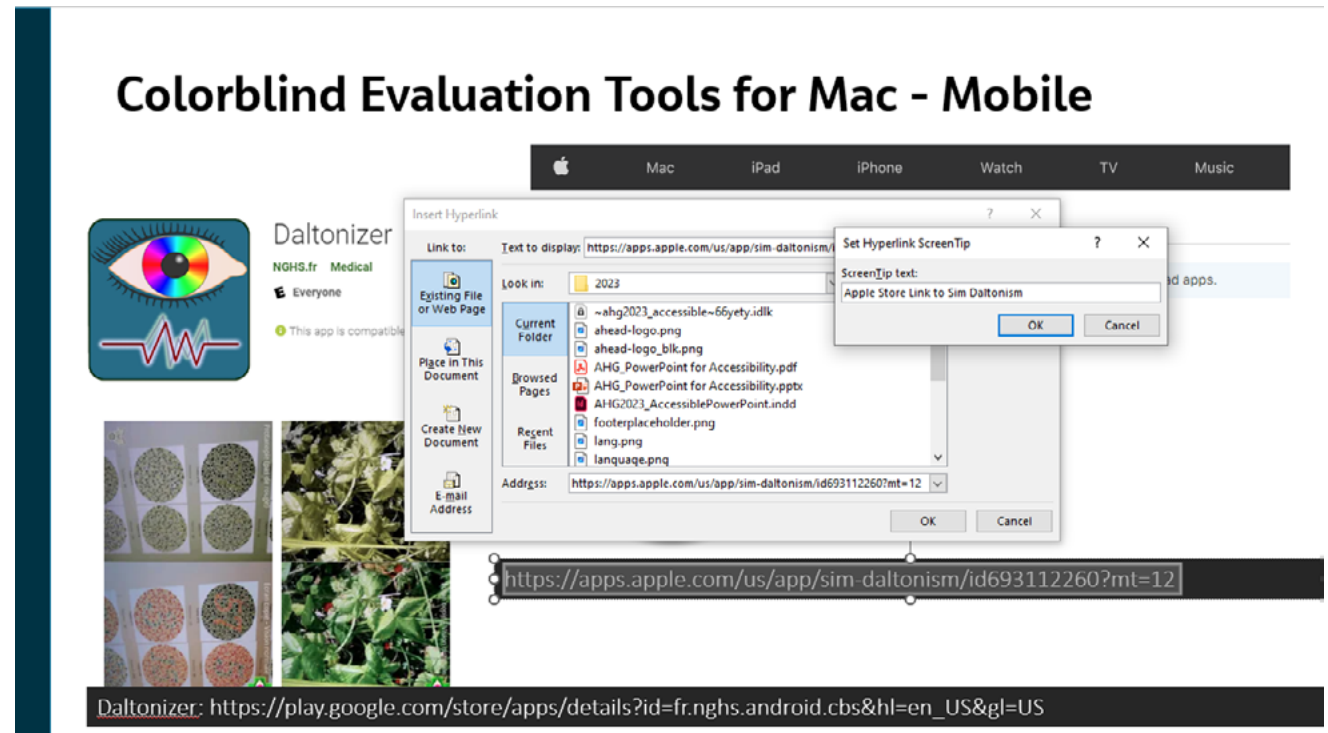 Colorblind Evaluation Tools for Mac - Mobile
Mac iPad iPhone Watch TV Music
Daltonizer
NGHS.fr Medical
E Everyone
This app is compatible
Insert Hyperlink ? X
Link to:
Text to display: https://apps.apple.com/us/app/sim-daltonism/
Existing File
or Web Page
Place in This
Document
Create New
Document
E-mail
Address
Look in: 2023
Current
Folder
Browsed
Pages
Recent
Files
~ahg2023_accessible~66yety.idlk
ahead-logo.png
ahead-logo_blk.png
AHG_PowerPoint for Accessibility.pdf
AHG_PowerPoint for Accessibility.pptx
AHG2023_AccessiblePowerPoint.indd
footerplaceholder.png
lang.png
language.png
Address: https://apps.apple.com/us/app/sim-daltonism/id693112260?mt=12
OK Cancel
Set Hyperlink ScreenTip ? X
ScreenTip text:
Apple Store Link to Sim Daltonism
OK Cancel
apps.
https://apps.apple.com/us/app/sim-daltonism/id693112260?mt=12
Daltonizer: https://play.google.com/store/apps/details?id=fr.nghs.android.cbs&hl=en_US&gl=US